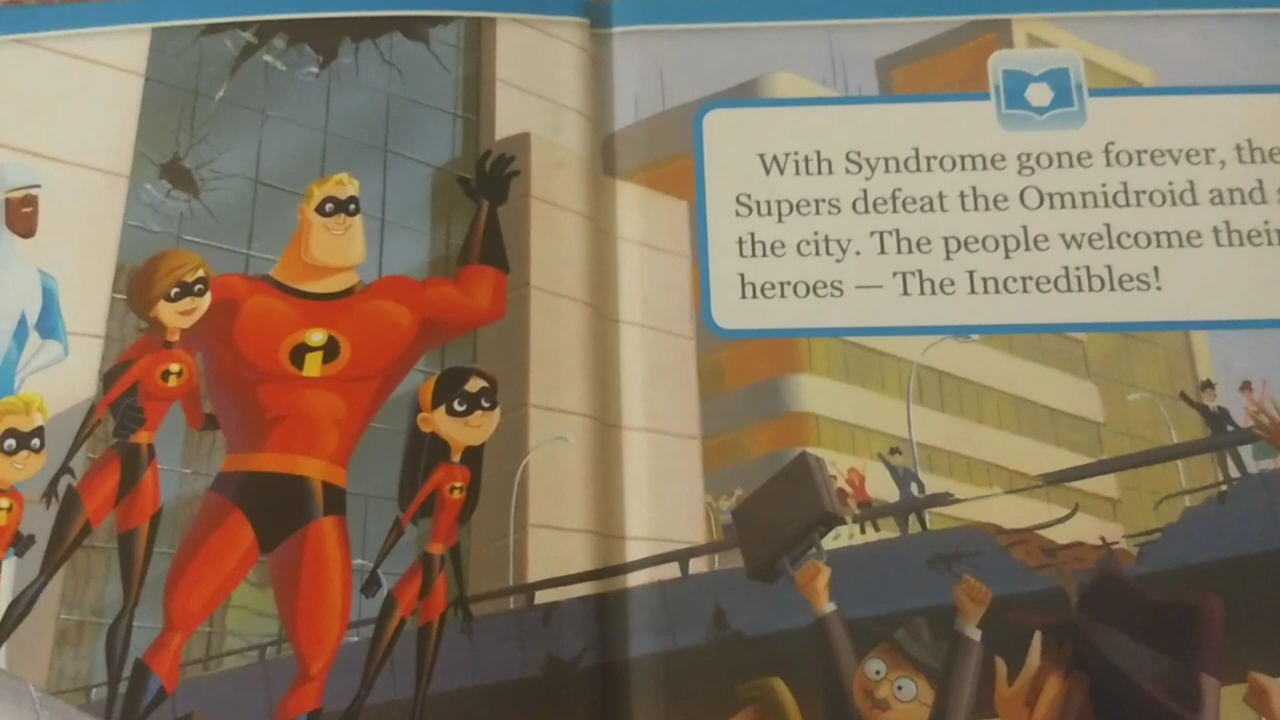 With Syndrome gone forever, the
Supers defeat the Omnidroid and
the city. The people welcome their
heroes — The Incredibles!